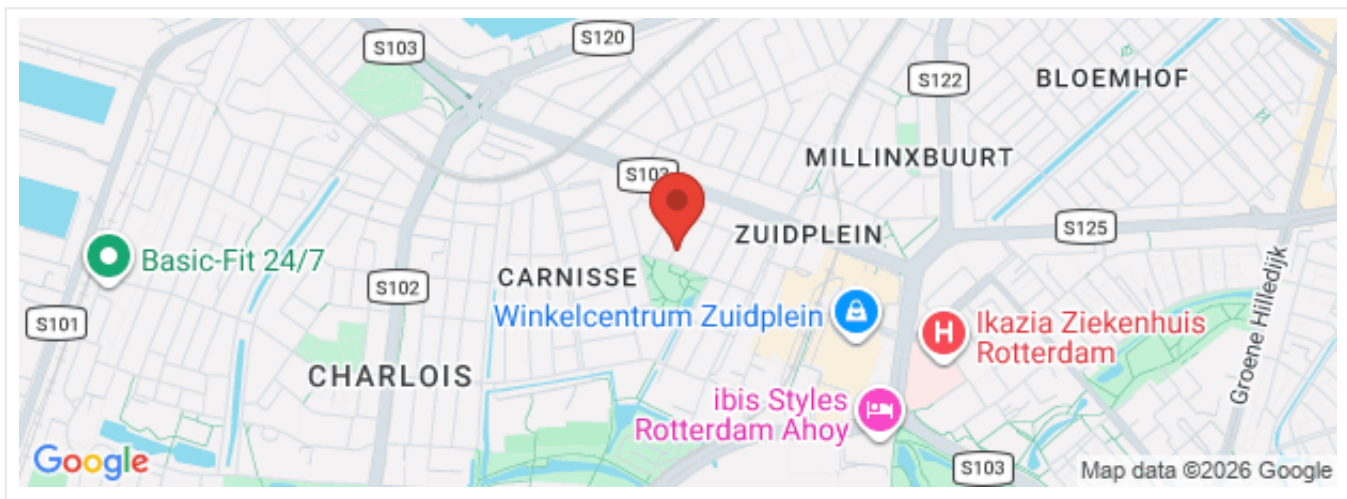 S103
S120
S122
BLOEMHOF
MILLINXBUURT
S103
ZUIDPLEIN
S125
Basic-Fit 24/7
CARNISSE
S102
Winkelcentrum Zuidplein
S101
Ikazia Ziekenhuis
Rotterdam
Groene Hilledijk
CHARLOIS
ibis Styles
Rotterdam Ahoy
Google
S103
Map data ©2026 Google